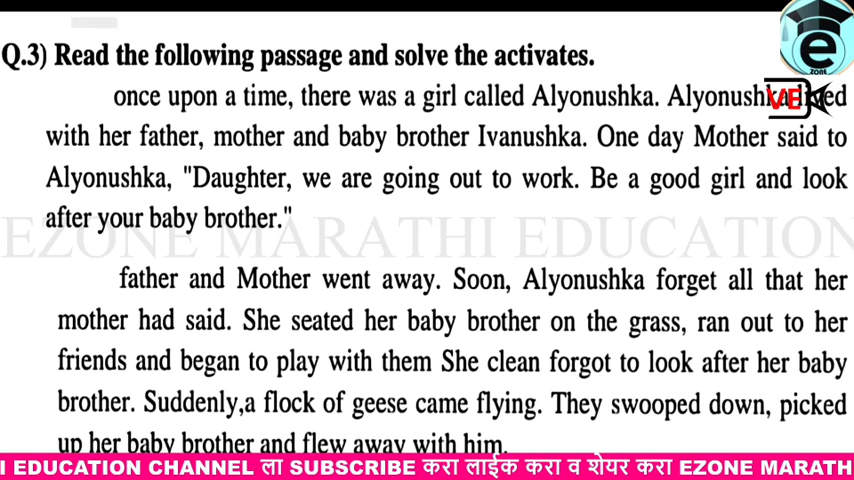 Q.3) Read the following passage and solve the activates.
once upon a time, there was a girl called Alyonushka. Alyonushka lived
with her father, mother and baby brother Ivanushka. One day Mother said to
Alyonushka, "Daughter, we are going out to work. Be a good girl and look
after your baby brother."
father and Mother went away. Soon, Alyonushka forget all that her
mother had said. She seated her baby brother on the grass, ran out to her
friends and began to play with them She clean forgot to look after her baby
brother. Suddenly,a flock of geese came flying. They swooped down, picked
up her baby brother and flew away with him.
e
ZONE
VE
EZONE MARATHI EDUCATION
I EDUCATION CHANNEL ला SUBSCRIBE करा लाईक करा व शेयर करा EZONE MARATH